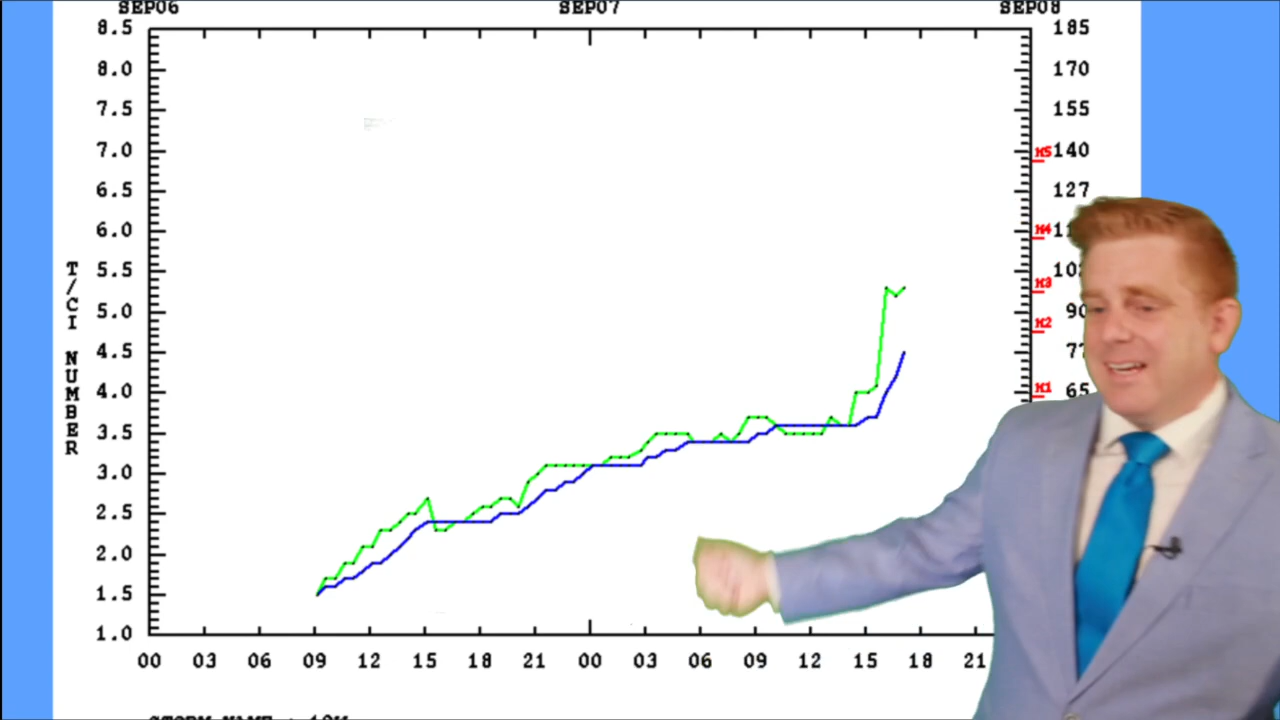 SEP06 SEP07 SEP08
8.5 185
8.0 170
7.5 155
7.0 H5 140
6.5 127
6.0 H4
5.5
5.0 H3
4.5 H2
4.0 H1 65
3.5
3.0
2.5
2.0
1.5
1.0
T/CI NUMBER
00 03 06 09 12 15 18 21 00 03 06 09 12 15 18 21